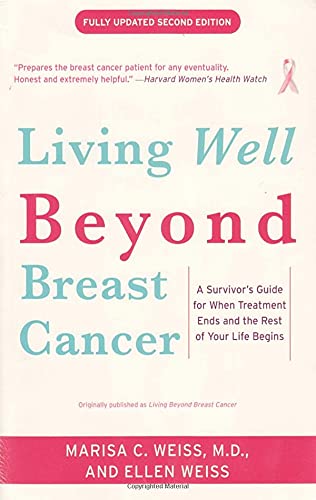 FULLY UPDATED SECOND EDITION
"Prepares the breast cancer patient for any eventuality.
Honest and extremely helpful." —Harvard Women's Health Watch
Living Well
Beyond
Breast
Cancer
A Survivor's Guide
for When Treatment
Ends and the Rest
of Your Life Begins
Originally published as Living Beyond Breast Cancer
MARISA C. WEISS, M.D.,
AND ELLEN WEISS
Copyrighted Material